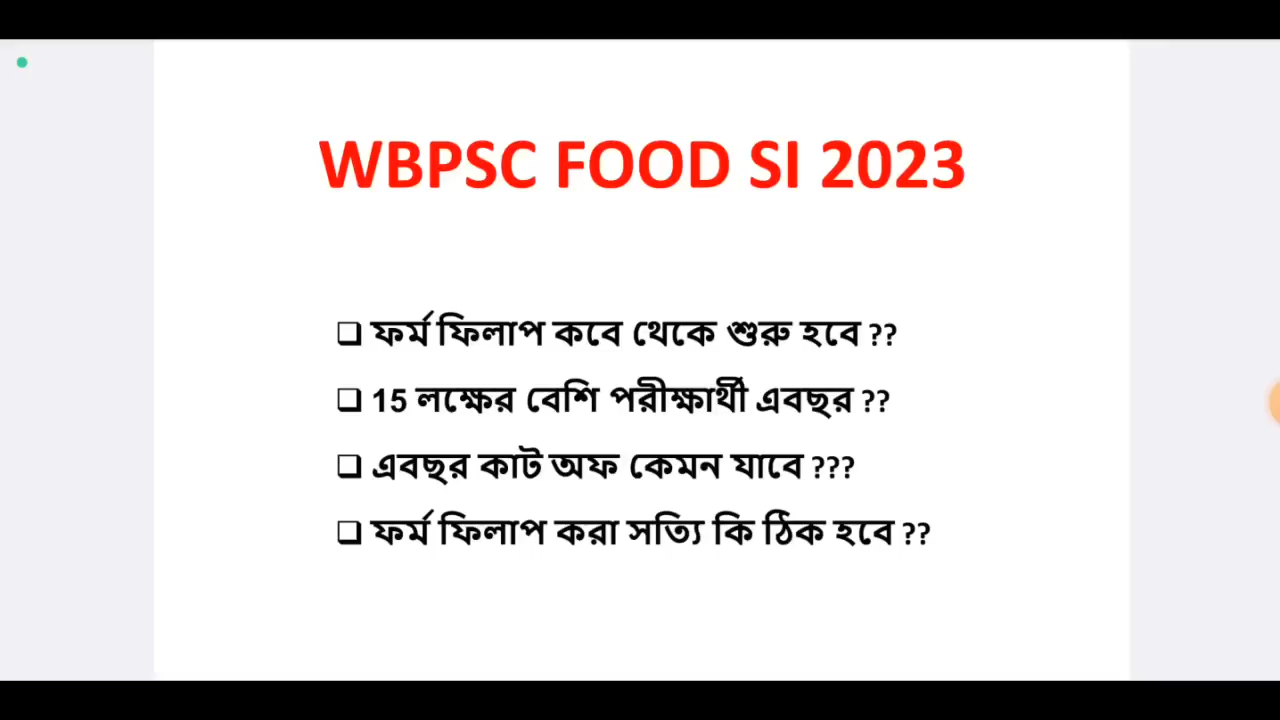 WBPSC FOOD SI 2023
❑ ফর্ম ফিলাপ কবে থেকে শুরু হবে ??
❑ 15 লক্ষের বেশি পরীক্ষার্থী এবছর ??
❑ এবছর কাট অফ কেমন যাবে ???
❑ ফর্ম ফিলাপ করা সত্যি কি ঠিক হবে ??